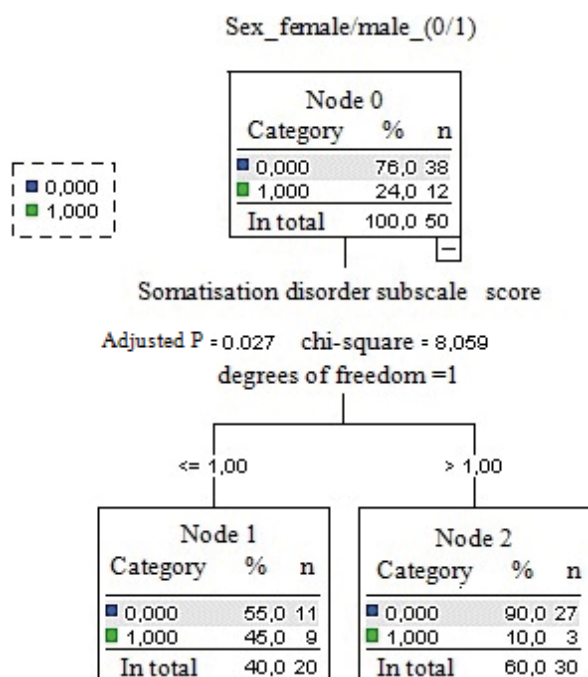 Sex_female/male_(0/1)
Node 0
Category % n
0,000 76,0 38
1,000 24,0 12
In total 100,0 50
0,000
1,000
Somatisation disorder subscale score
Adjusted P = 0.027 chi-square = 8,059
degrees of freedom =1
<= 1,00
> 1,00
Node 1
Category % n
0,000 55,0 11
1,000 45,0 9
In total 40,0 20
Node 2
Category % n
0,000 90,0 27
1,000 10,0 3
In total 60,0 30